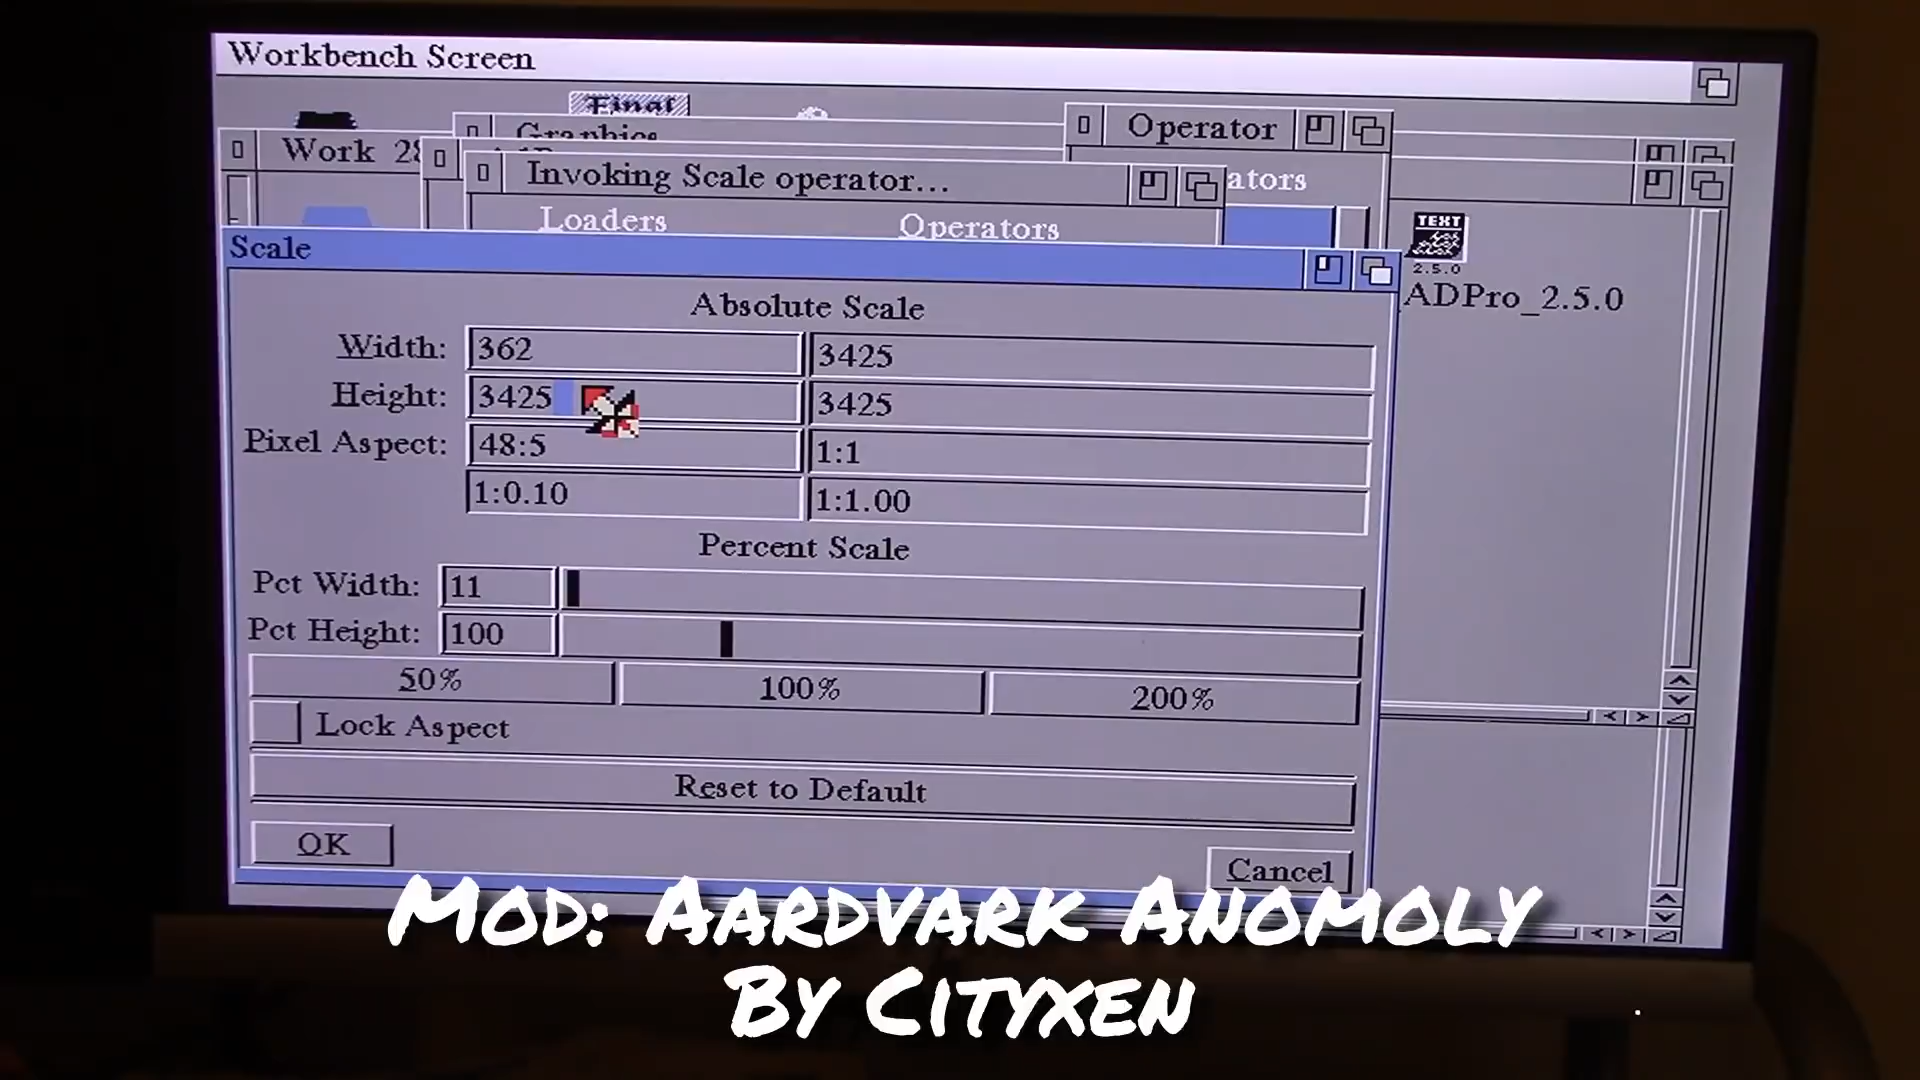 Workbench Screen
Final
Graphics
Operator
Work 28
Invoking Scale operator...
ators
Loaders Operators
TEXT
2.5.0
ADPro_2.5.0
Scale
Absolute Scale
Width: 362 3425
Height: 3425 3425
Pixel Aspect: 48:5 1:1
1:0.10 1:1.00
Percent Scale
Pct Width: 11
Pct Height: 100
50% 100% 200%
Lock Aspect
Reset to Default
OK
Cancel
Mod: Aardvark Anomoly
By Cityxen